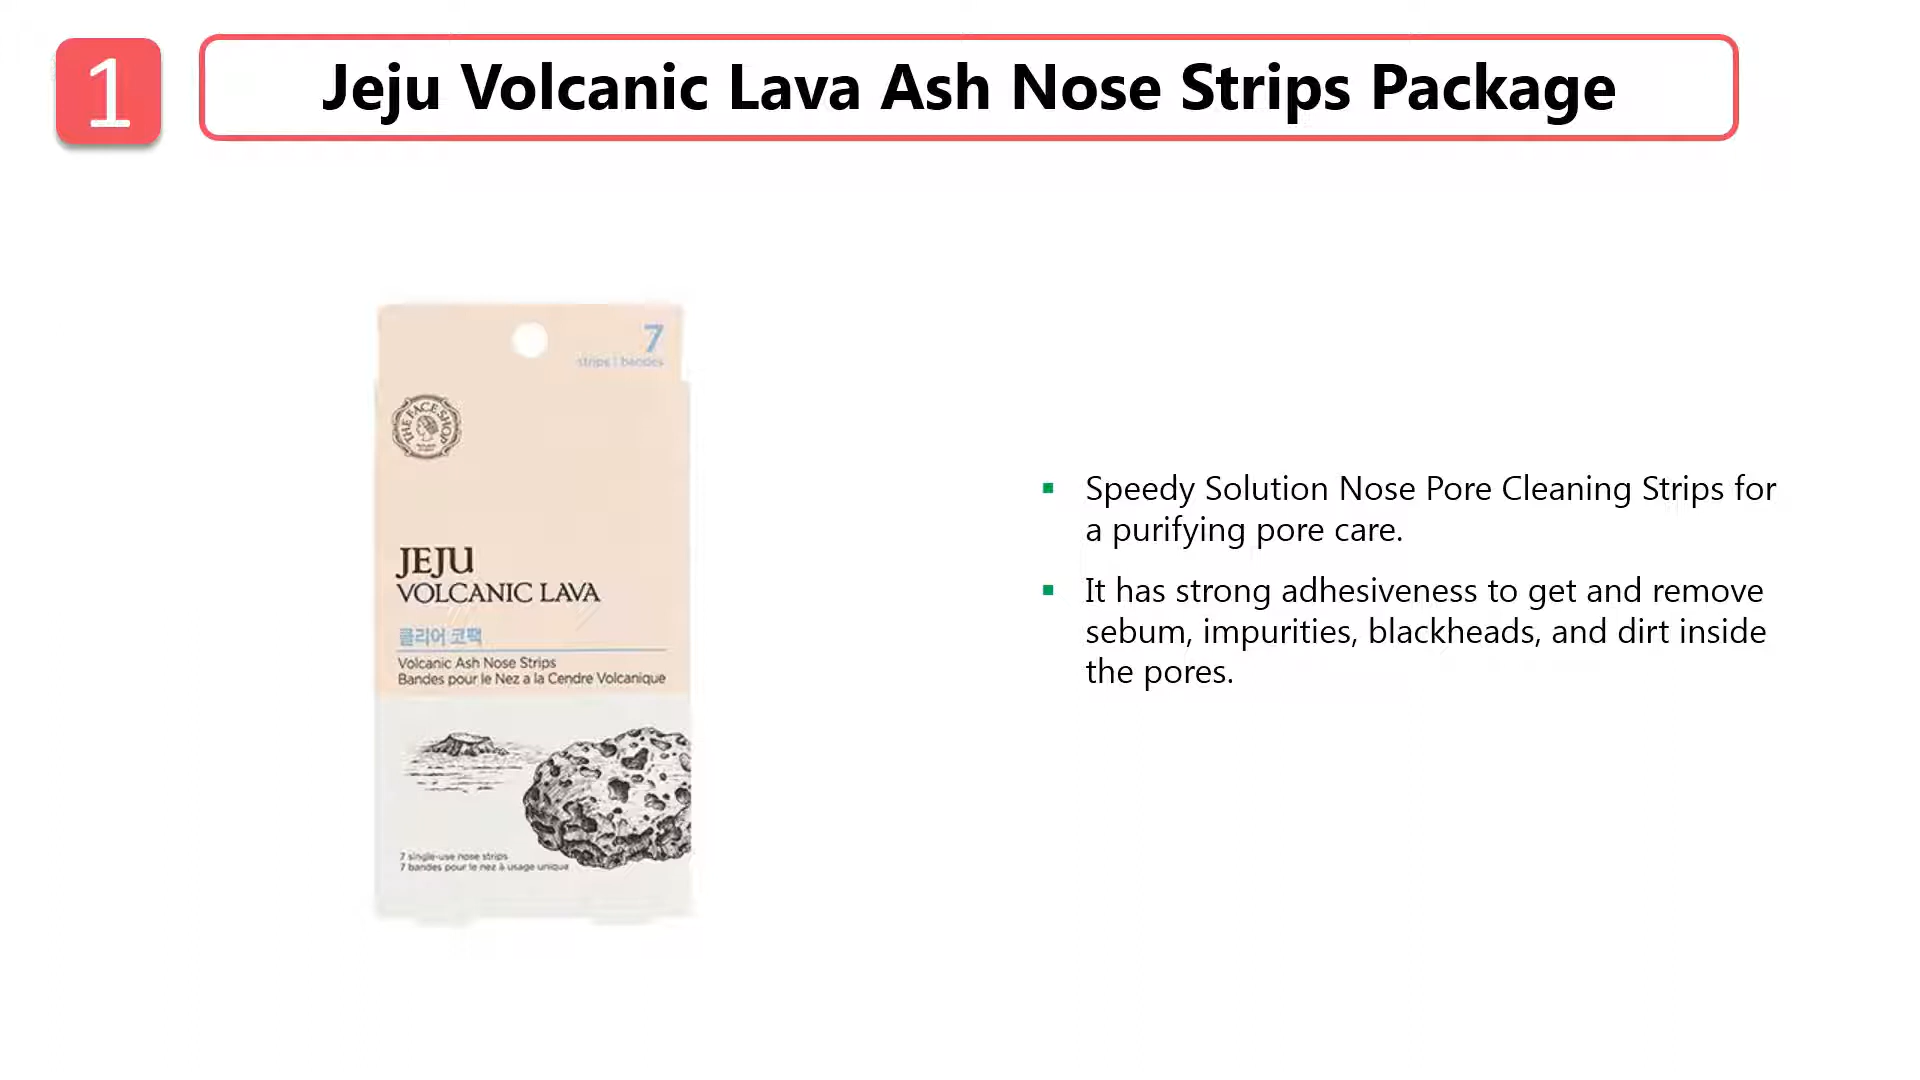 1
Jeju Volcanic Lava Ash Nose Strips Package
7
strips | bandes
THE FACE SHOP
JEJU
VOLCANIC LAVA
클리어 코팩
Volcanic Ash Nose Strips
Bandes pour le Nez a la Cendre Volcanique
7 single-use nose strips
7 bandes pour le nez à usage unique
Speedy Solution Nose Pore Cleaning Strips for
a purifying pore care.
It has strong adhesiveness to get and remove
sebum, impurities, blackheads, and dirt inside
the pores.